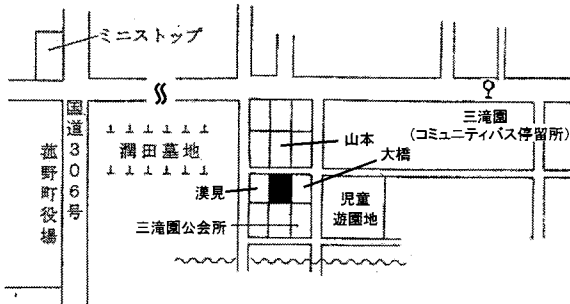 ミニストップ
国道306号
菰野町役場
潤田墓地
三滝園
(コミュニティバス停留所)
山本
大橋
漠見
児童
遊園地
三滝園公会所